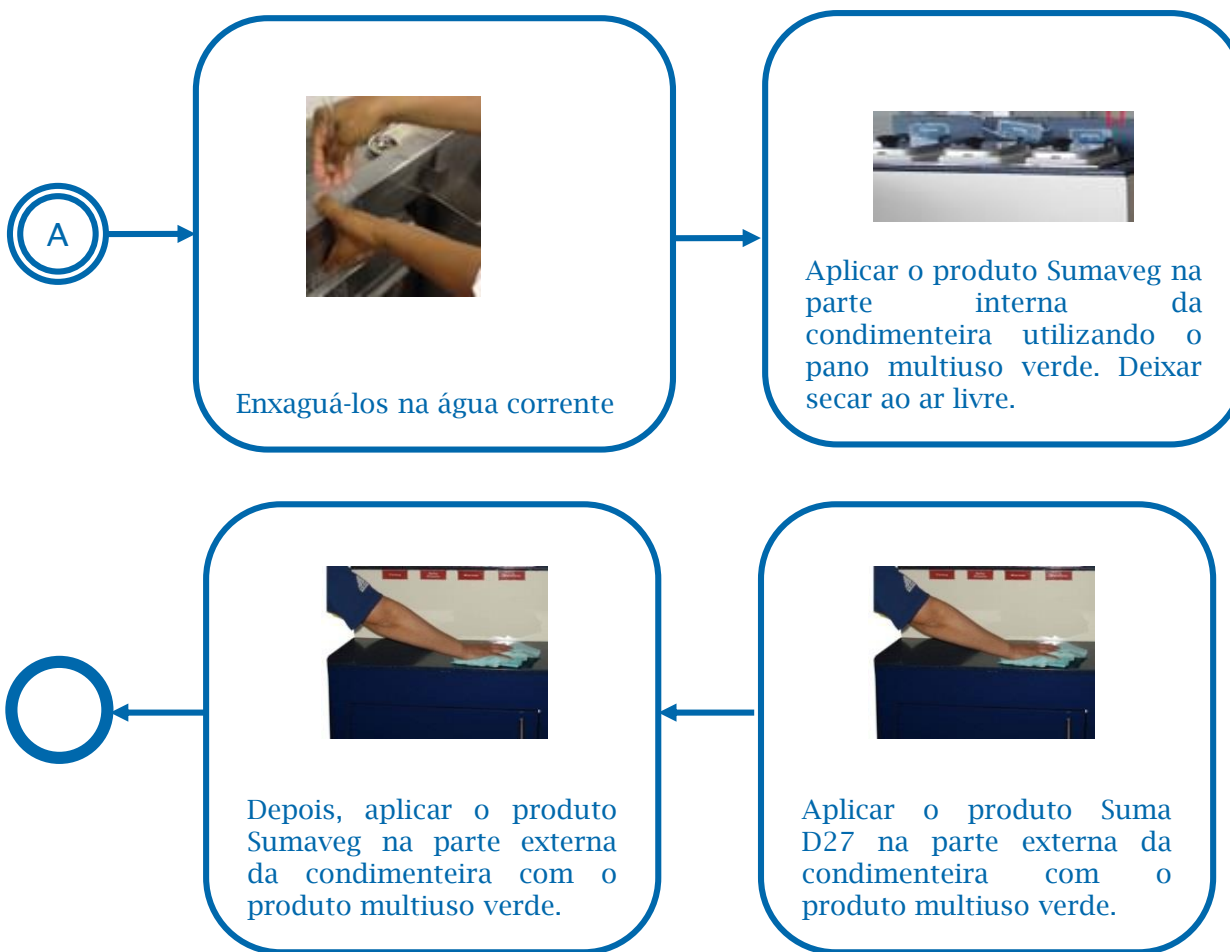 A
Enxaguá-los na água corrente
Aplicar o produto Sumaveg na
parte interna da
condimenteira utilizando o
pano multiuso verde. Deixar
secar ao ar livre.
Aplicar o produto Suma
D27 na parte externa da
condimenteira com o
produto multiuso verde.
Depois, aplicar o produto
Sumaveg na parte externa
da condimenteira com o
produto multiuso verde.